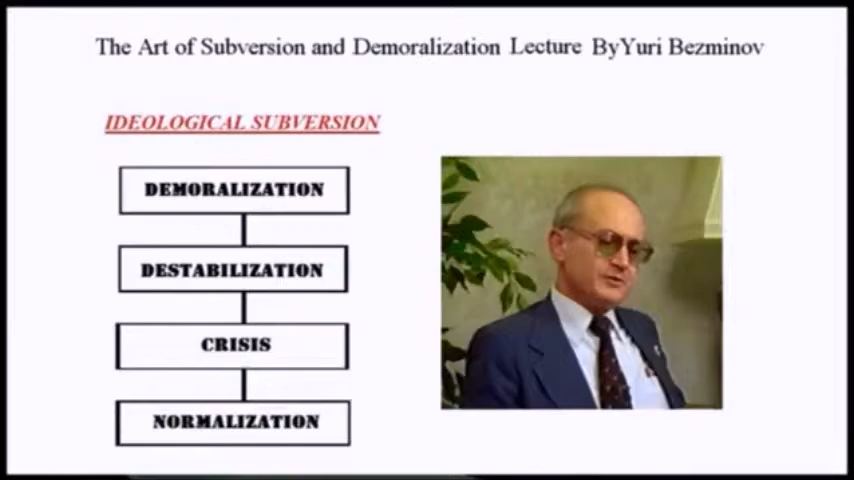 The Art of Subversion and Demoralization Lecture ByYuri Bezminov
IDEOLOGICAL SUBVERSION
DEMORALIZATION
DESTABILIZATION
CRISIS
NORMALIZATION